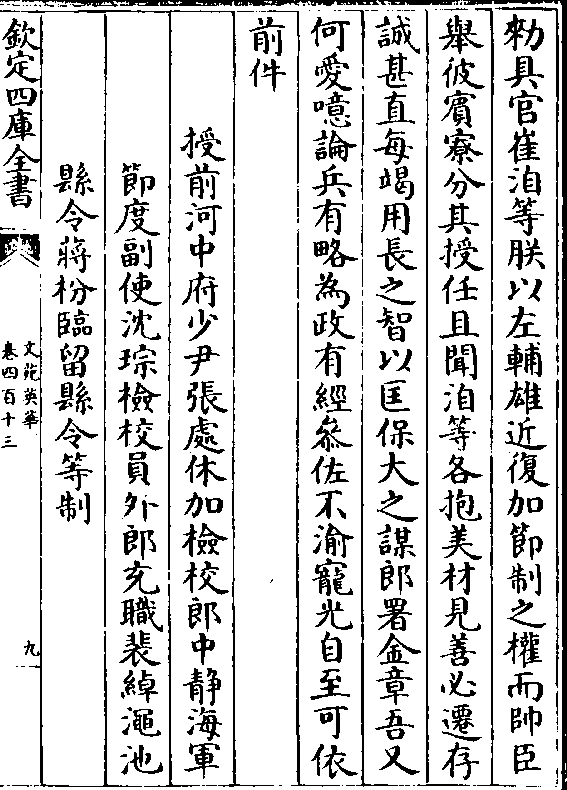 勑具官崔洎等朕以左輔雄近復加節制之權而帥臣
舉彼賓寮分其授任且聞洎等各抱美材見善必遷存
誠甚直每竭用長之智以匡保大之謀郎署金章吾又
何愛噫論兵有略為政有經叅佐不渝寵光自至可依
前件
授前河中府少尹張處休加檢校郎中静海軍
節度副使沈琮檢校員外郎充職裴綽澠池
縣令蔣枌臨留縣令等制
欽定四庫全書
文苑英華
卷四百十三
九